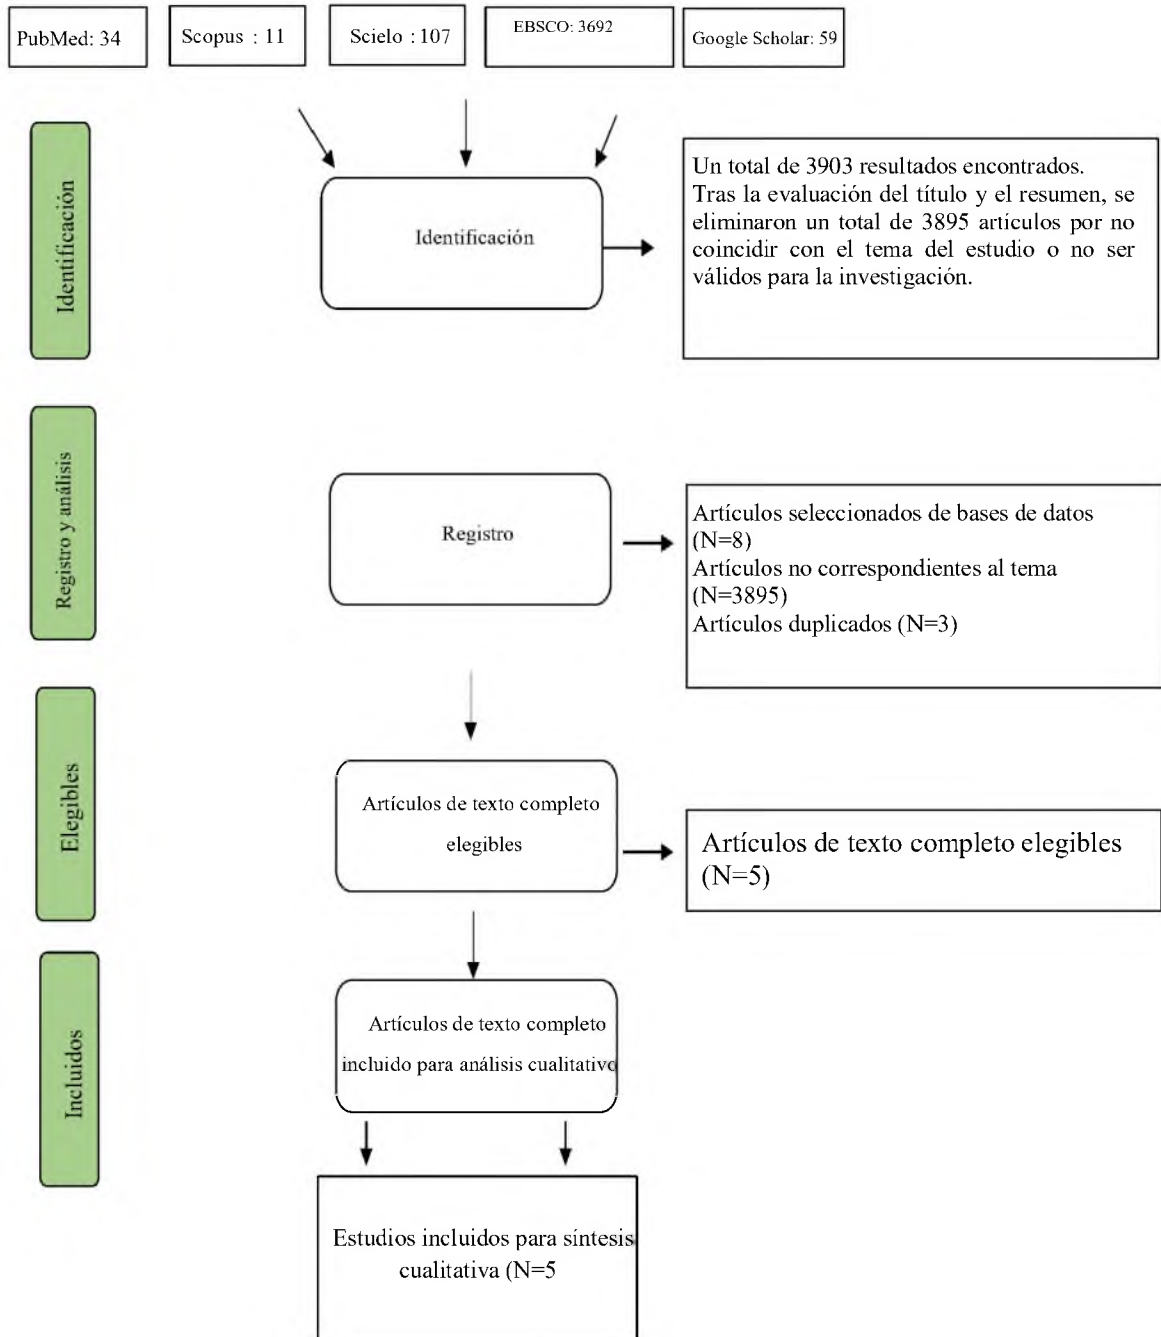 PubMed: 34
Scopus : 11
Scielo : 107
EBSCO: 3692
Google Scholar: 59
Identificación
Identificación
Un total de 3903 resultados encontrados.
Tras la evaluación del título y el resumen, se
eliminaron un total de 3895 artículos por no
coincidir con el tema del estudio o no ser
válidos para la investigación.
Registro y análisis
Registro
Artículos seleccionados de bases de datos
(N=8)
Artículos no correspondientes al tema
(N=3895)
Artículos duplicados (N=3)
Elegibles
Artículos de texto completo
elegibles
Artículos de texto completo elegibles
(N=5)
Incluidos
Artículos de texto completo
incluido para análisis cualitativo
Estudios incluidos para síntesis
cualitativa (N=5